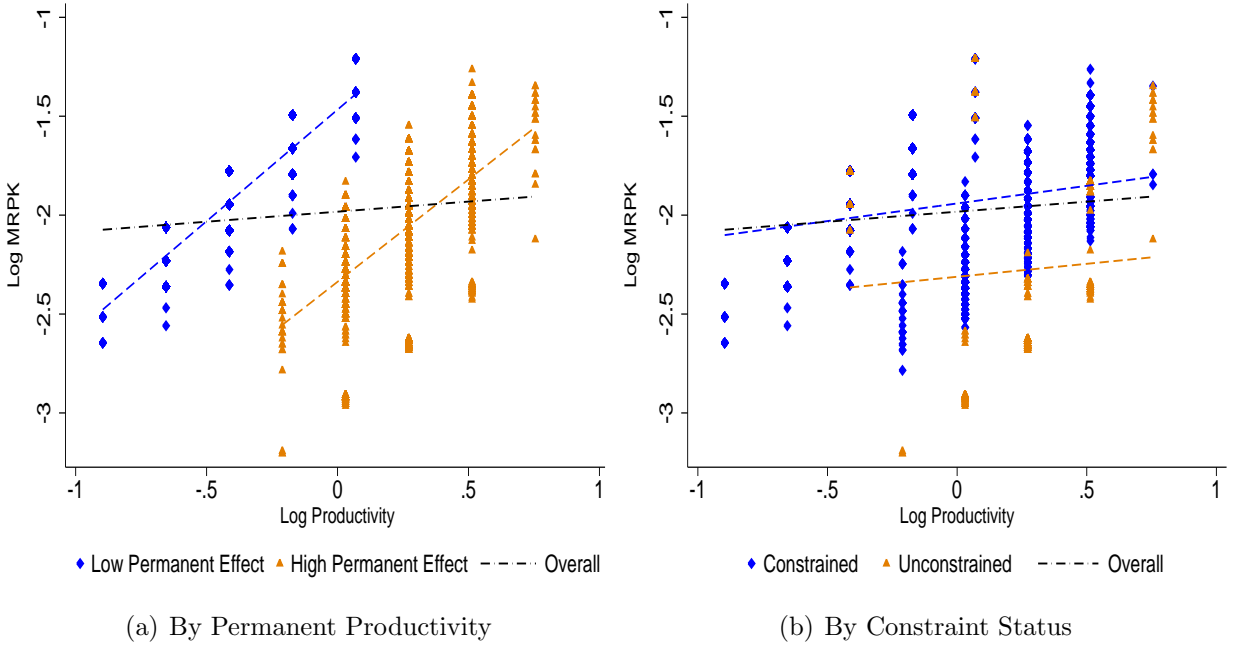 Log MRPK
-1
-1.5
-2
-2.5
-3
-1
-.5
0
.5
1
Log Productivity
Low Permanent Effect High Permanent Effect Overall
(a) By Permanent Productivity
Log MRPK
-1
-1.5
-2
-2.5
-3
-1
-.5
0
.5
1
Log Productivity
Constrained Unconstrained Overall
(b) By Constraint Status